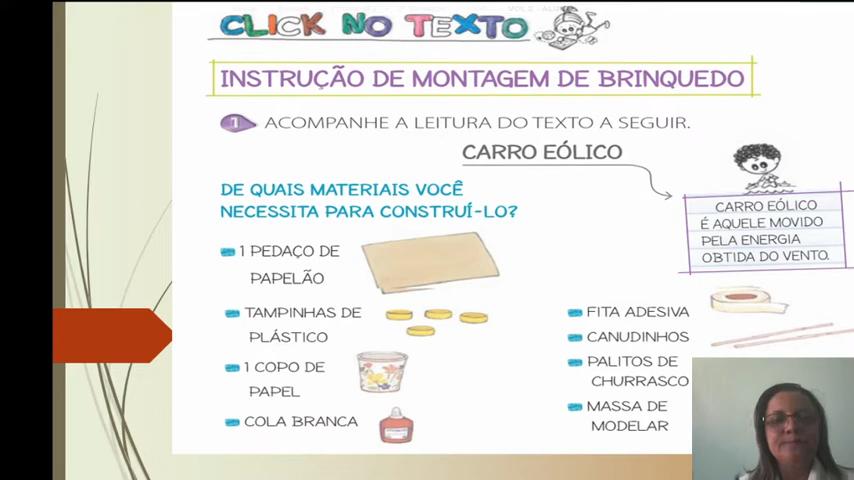 CLICK NO TEXTO
INSTRUÇÃO DE MONTAGEM DE BRINQUEDO
1 ACOMPANHE A LEITURA DO TEXTO A SEGUIR.
CARRO EÓLICO
CARRO EÓLICO
É AQUELE MOVIDO
PELA ENERGIA
OBTIDA DO VENTO.
DE QUAIS MATERIAIS VOCÊ
NECESSITA PARA CONSTRUÍ-LO?
1 PEDAÇO DE
PAPELÃO
TAMPINHAS DE
PLÁSTICO
1 COPO DE
PAPEL
COLA BRANCA
FITA ADESIVA
CANUDINHOS
PALITOS DE
CHURRASCO
MASSA DE
MODELAR